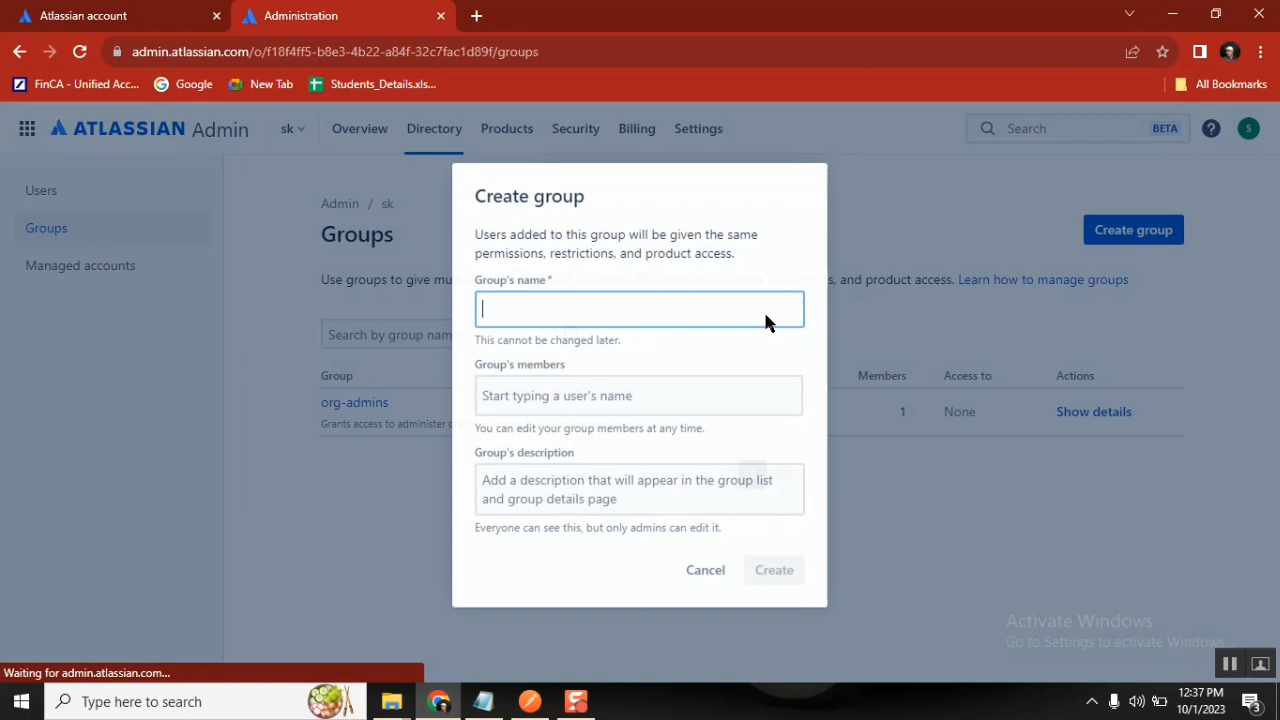 Atlassian account
Administration
admin.atlassian.com/o/f18f4ff5-b8e3-4b22-a84f-32c7fac1d89f/groups
FinCA - Unified Acc...
Google
New Tab
Students_Details.xls...
All Bookmarks
ATLASSIAN Admin
sk
Overview
Directory
Products
Security
Billing
Settings
Search
BETA
?
S
Users
Groups
Managed accounts
Admin / sk
Groups
Create group
Use groups to give mu
, and product access. Learn how to manage groups
Search by group nam
Group
Members
Access to
Actions
org-admins
Grants access to administer
1
None
Show details
Create group
Users added to this group will be given the same
permissions, restrictions, and product access.
Group's name*
This cannot be changed later.
Group's members
Start typing a user's name
You can edit your group members at any time.
Group's description
Add a description that will appear in the group list
and group details page
Everyone can see this, but only admins can edit it.
Cancel
Create
Activate Windows
Go to Settings to activate Windows.
Waiting for admin.atlassian.com...
Type here to search
12:37 PM
10/1/2023
3